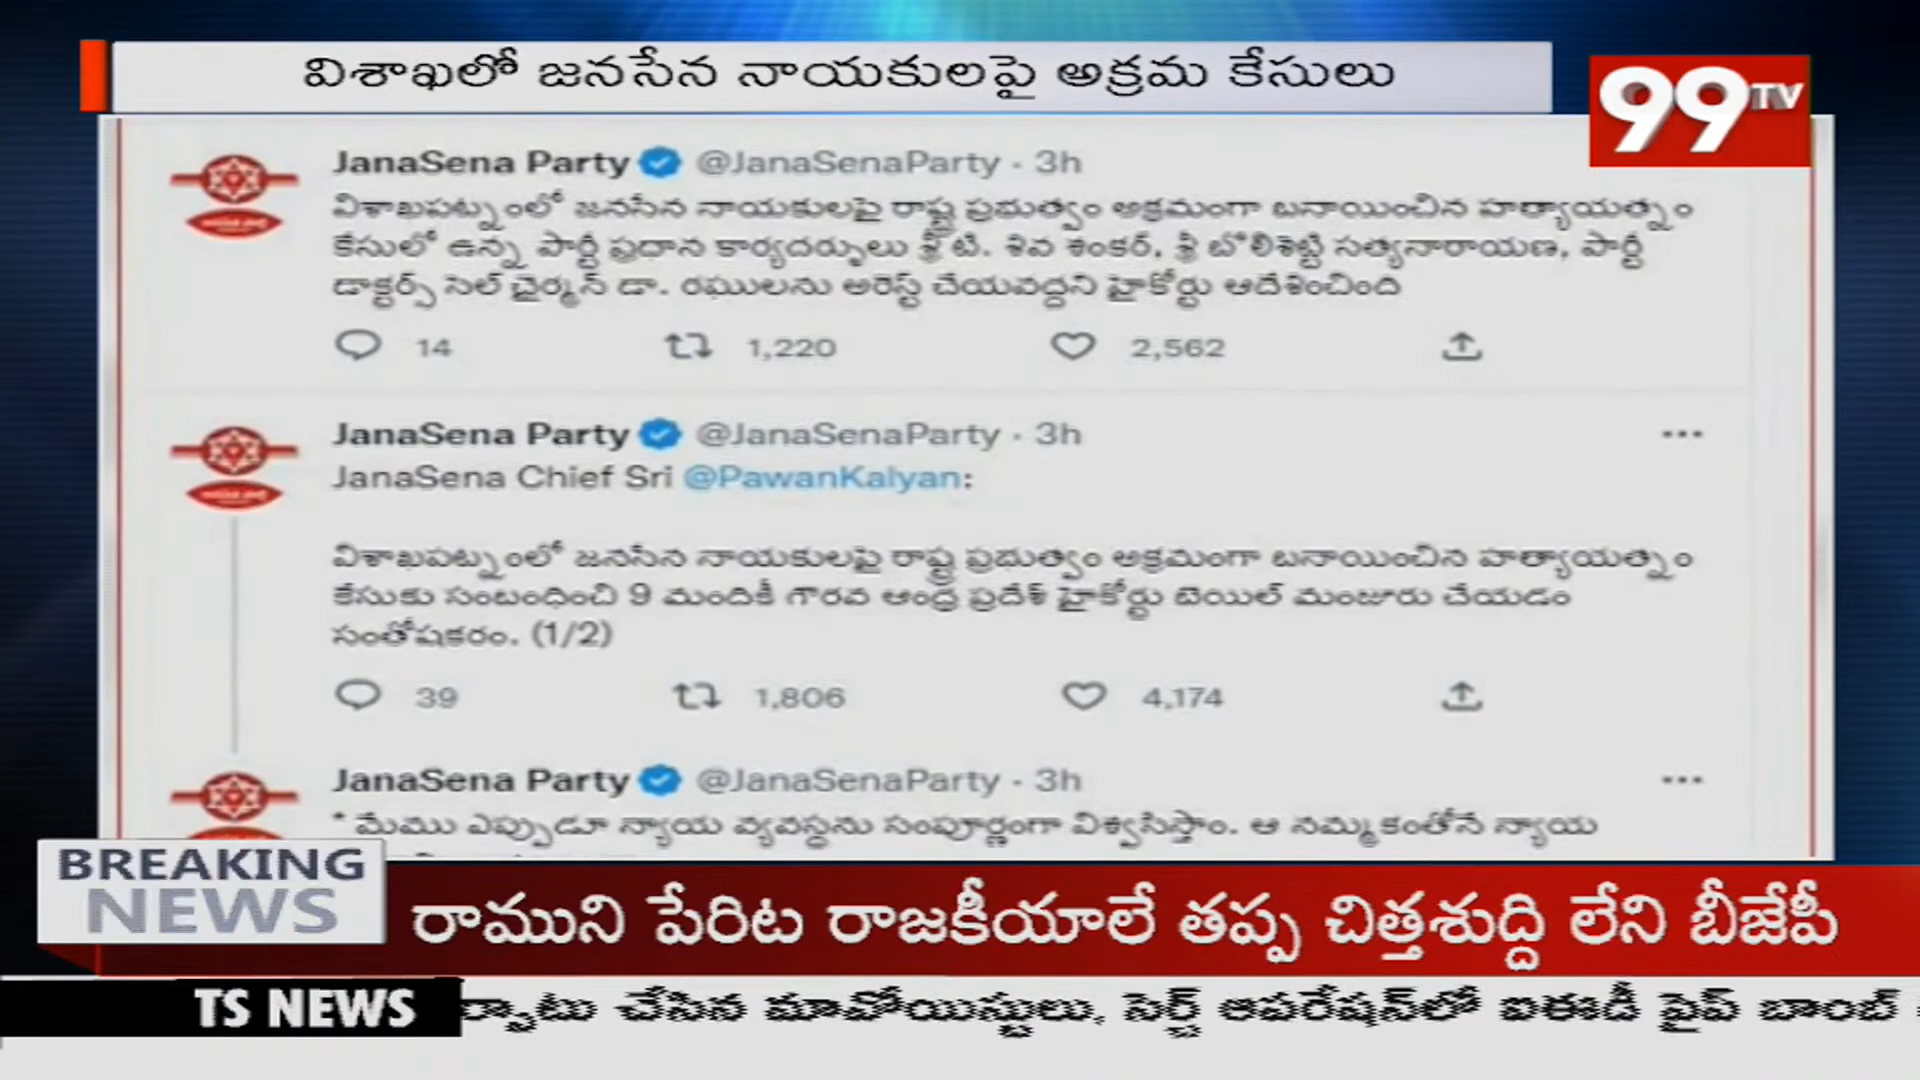 విశాఖలో జనసేన నాయకులపై అక్రమ కేసులు
99 TV
JanaSena Party @JanaSenaParty · 3h
విశాఖపట్నంలో జనసేన నాయకులపై రాష్ట్ర ప్రభుత్వం అక్రమంగా బనాయించిన హత్యాయత్నం
కేసులో ఉన్న పార్టీ ప్రధాన కార్యదర్శులు శ్రీ టి. శివ శంకర్, శ్రీ బొలిశెట్టి సత్యనారాయణ, పార్టీ
డాక్టర్స్ సెల్ చైర్మన్ డా. రఘులను అరెస్ట్ చేయవద్దని హైకోర్టు ఆదేశించింది
14 1,220 2,562
JanaSena Party @JanaSenaParty · 3h ...
JanaSena Chief Sri @PawanKalyan:
విశాఖపట్నంలో జనసేన నాయకులపై రాష్ట్ర ప్రభుత్వం అక్రమంగా బనాయించిన హత్యాయత్నం
కేసుకు సంబంధించి 9 మందికీ గౌరవ ఆంధ్ర ప్రదేశ్ హైకోర్టు బెయిల్ మంజూరు చేయడం
సంతోషకరం. (1/2)
39 1,806 4,174
JanaSena Party @JanaSenaParty · 3h ...
* మేము ఎప్పుడూ న్యాయ వ్యవస్థను సంపూర్ణంగా విశ్వసిస్తాం. ఆ నమ్మకంతోనే న్యాయ
BREAKING
NEWS
రాముని పేరిట రాజకీయాలే తప్ప చిత్తశుద్ది లేని బీజేపీ
TS NEWS
చేసిన మావోయిస్టులు, సెర్చ్ ఆపరేషన్‌లో ఐఈడీ పైప్ బాంబ్